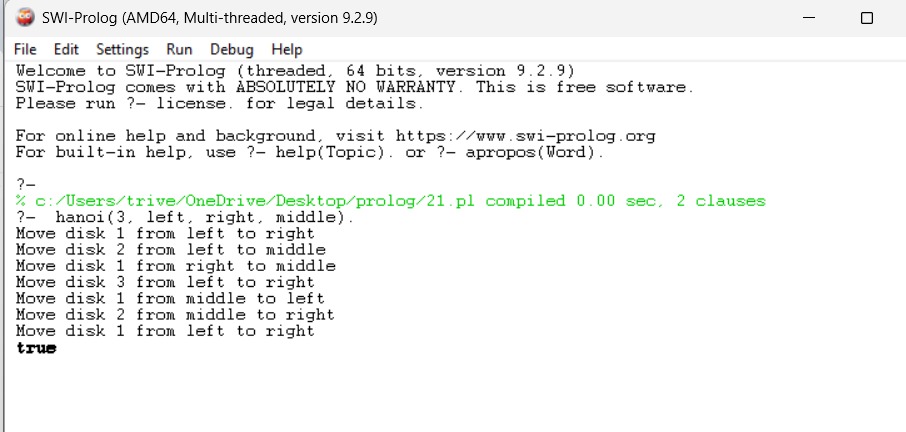 SWI-Prolog (AMD64, Multi-threaded, version 9.2.9)
File Edit Settings Run Debug Help
Welcome to SWI-Prolog (threaded, 64 bits, version 9.2.9)
SWI-Prolog comes with ABSOLUTELY NO WARRANTY. This is free software.
Please run ?- license. for legal details.
For online help and background, visit https://www.swi-prolog.org
For built-in help, use ?- help(Topic). or ?- apropos(Word).
?-
% c:/Users/trive/OneDrive/Desktop/prolog/21.pl compiled 0.00 sec, 2 clauses
?- hanoi(3, left, right, middle).
Move disk 1 from left to right
Move disk 2 from left to middle
Move disk 1 from right to middle
Move disk 3 from left to right
Move disk 1 from middle to left
Move disk 2 from middle to right
Move disk 1 from left to right
true